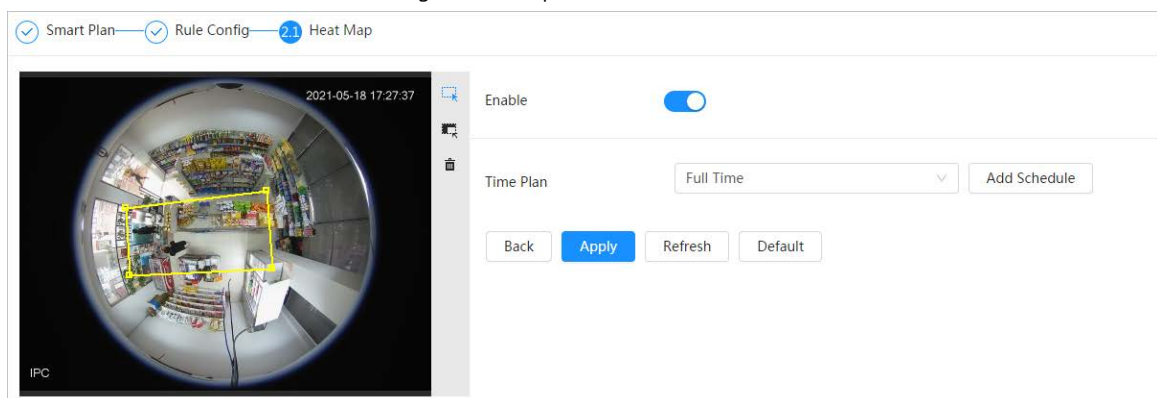 Smart Plan Rule Config 2.1 Heat Map
2021-05-18 17:27:37
Enable
Time Plan Full Time Add Schedule
Back Apply Refresh Default
IPC